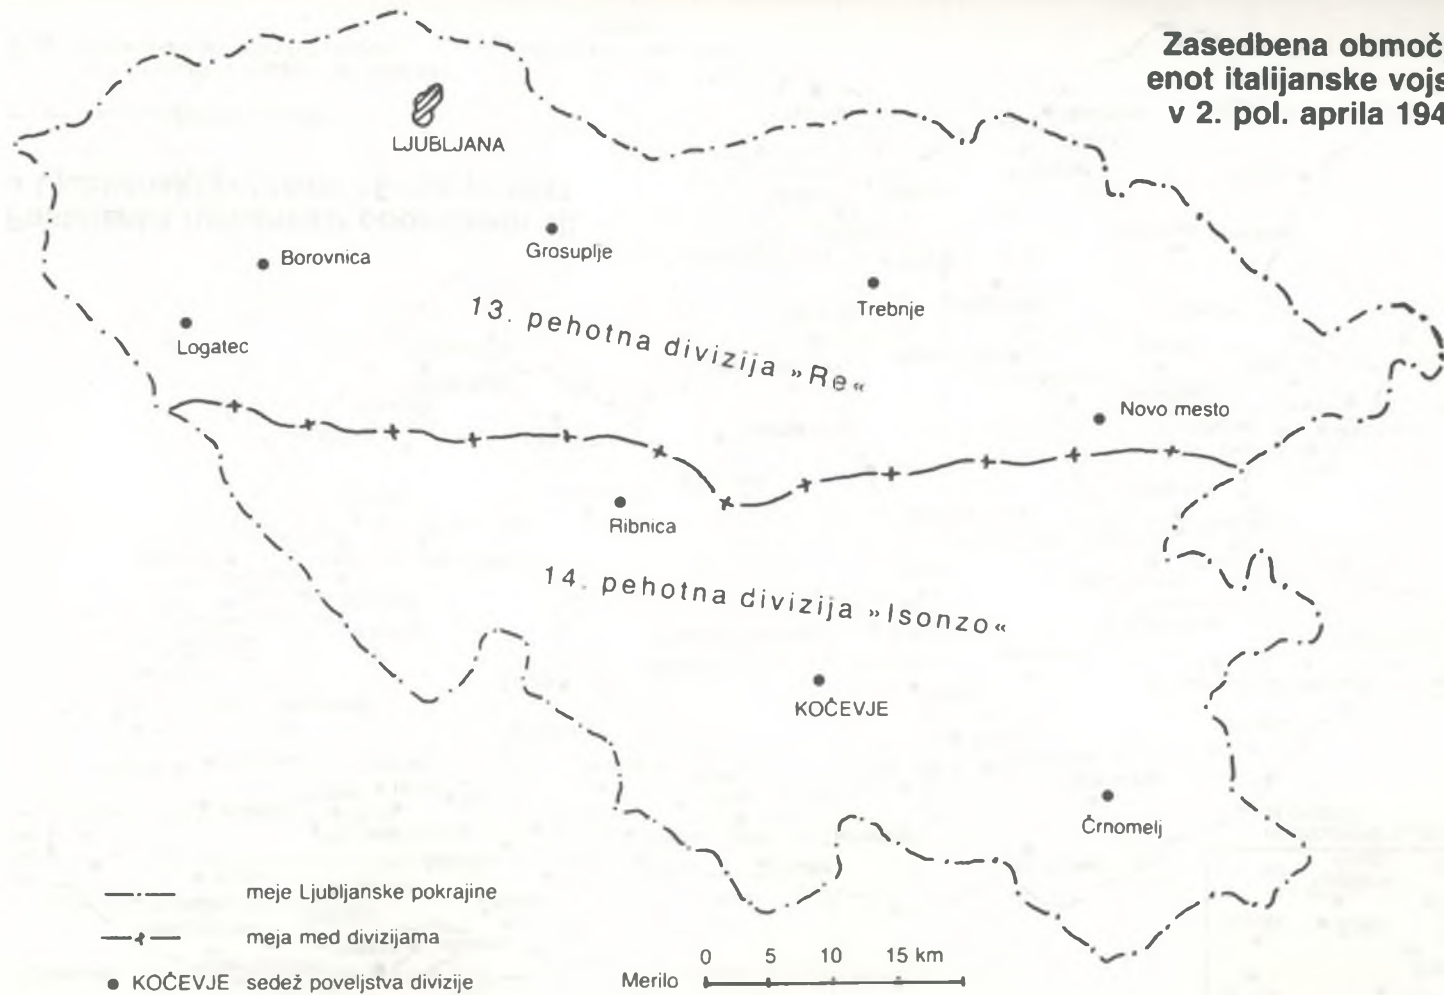 Zasedbena območ
enot italijanske vojs
v 2. pol. aprila 194
LJUBLJANA
Borovnica
Grosuplje
Trebnje
Logatec
13. pehotna divizija »Re«
Novo mesto
Ribnica
14. pehotna divizija »Isonzo«
KOČEVJE
Črnomelj
meje Ljubljanske pokrajine
meja med divizijama
KOČEVJE sedež poveljstva divizije
Merilo 0 5 10 15 km